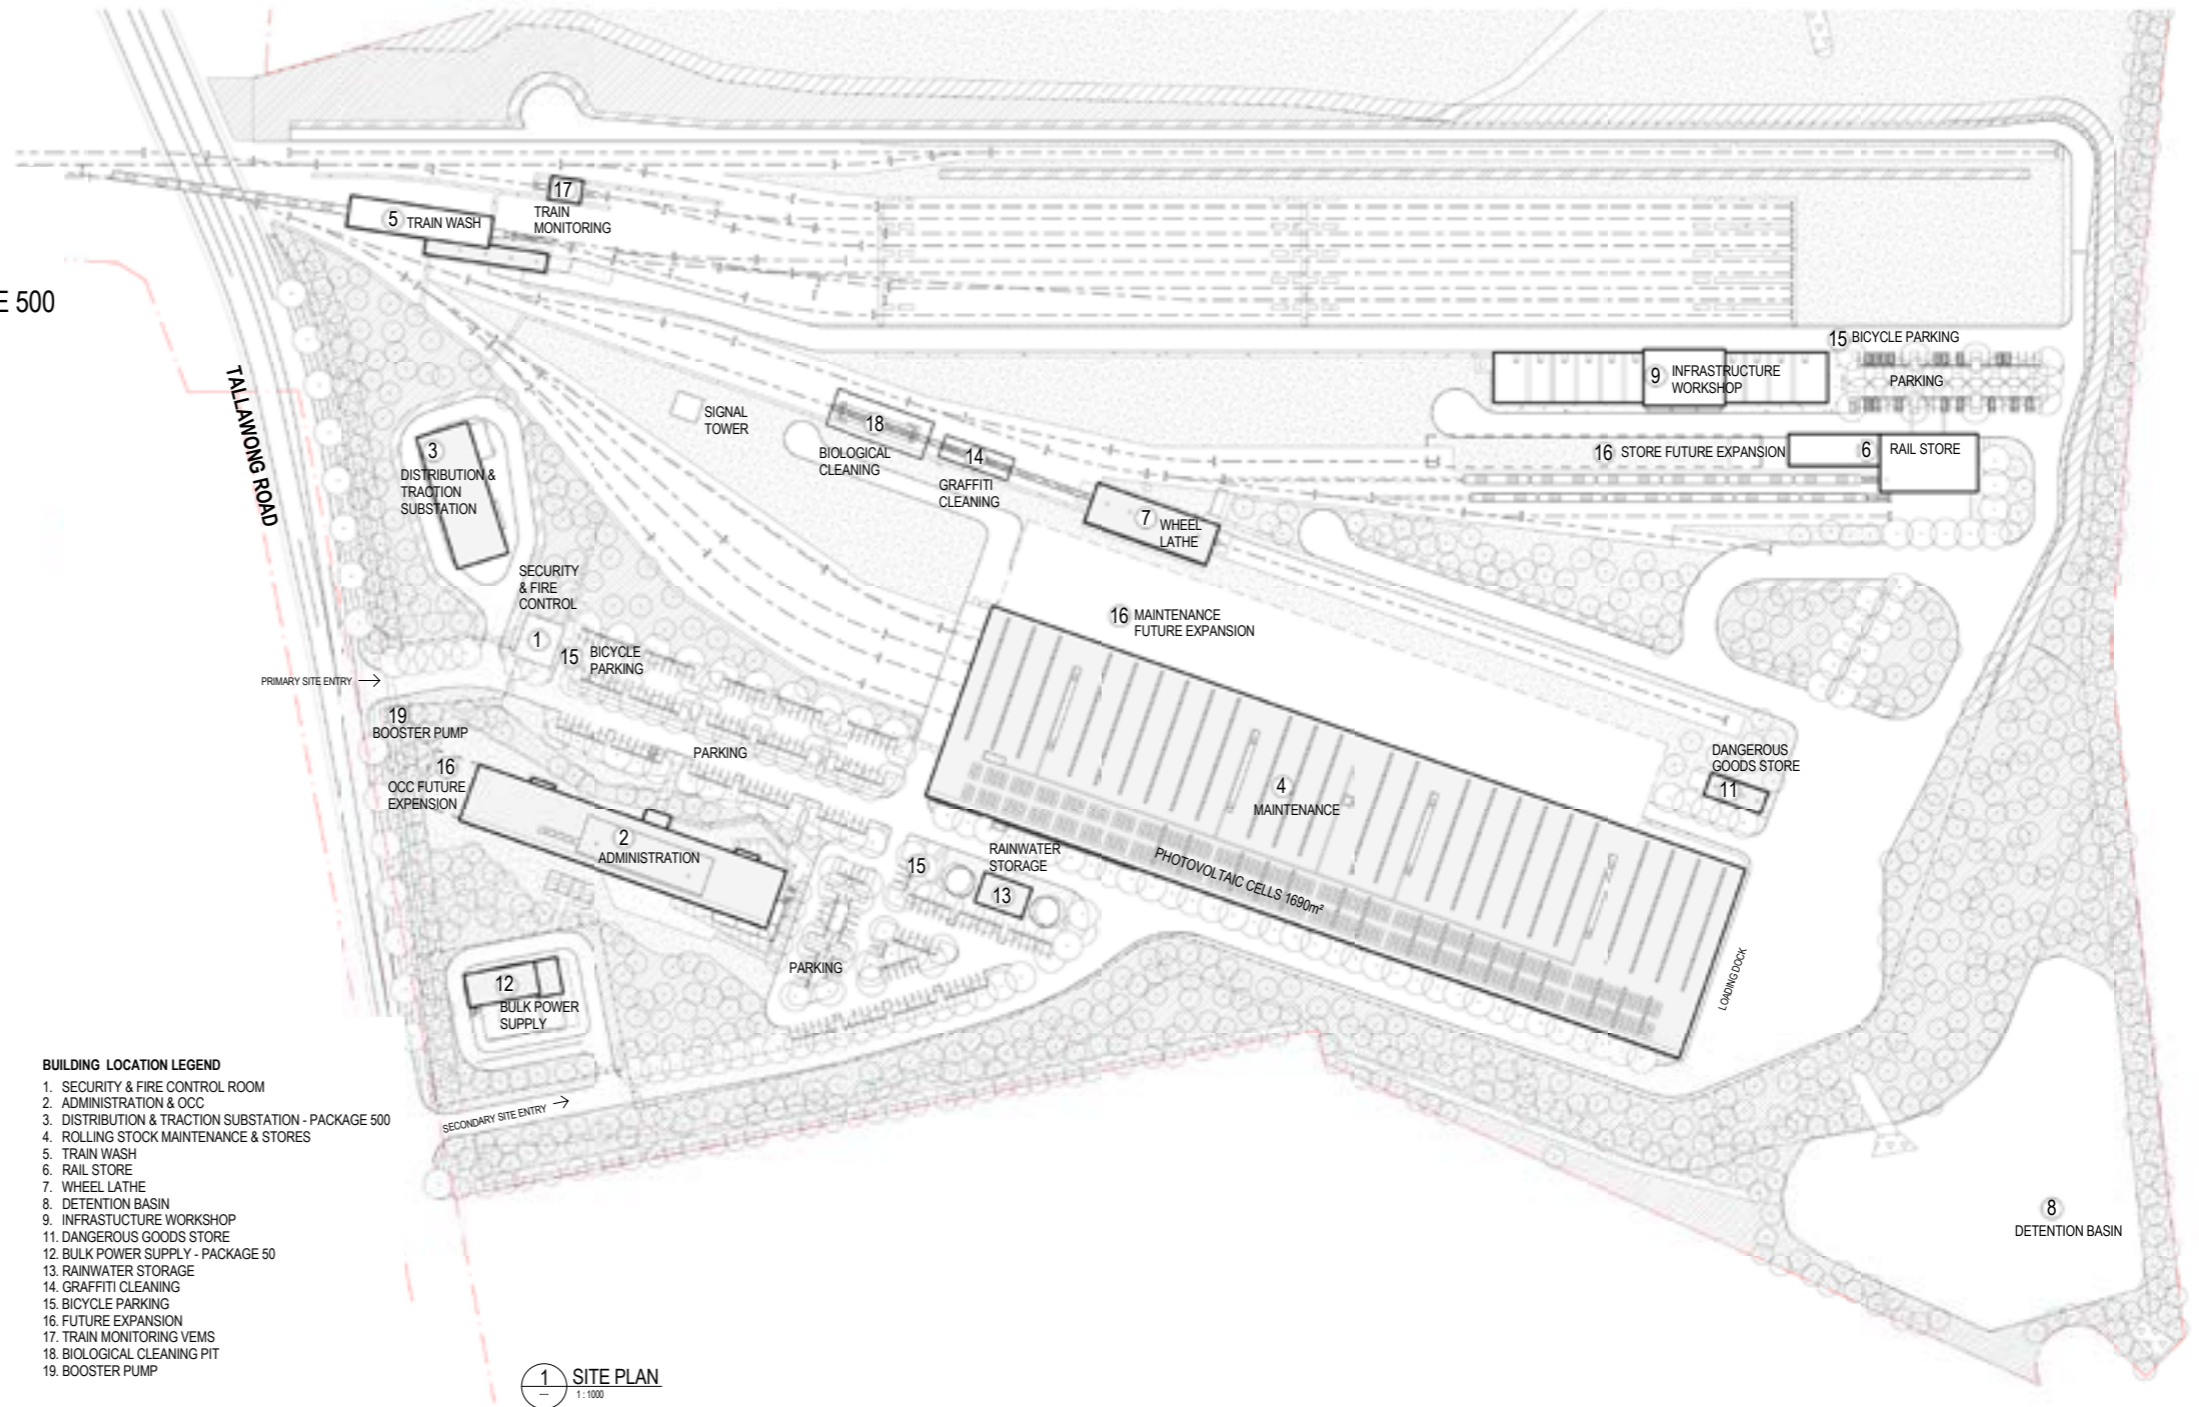 E 500
TALLAWONG ROAD
17
TRAIN
MONITORING
5 TRAIN WASH
15 BICYCLE PARKING
9 INFRASTRUCTURE
WORKSHOP
PARKING
SIGNAL
TOWER
18
BIOLOGICAL
CLEANING
14
GRAFFITI
CLEANING
16 STORE FUTURE EXPANSION
6 RAIL STORE
3
DISTRIBUTION &
TRACTION
SUBSTATION
7 WHEEL
LATHE
SECURITY
& FIRE
CONTROL
1
15 BICYCLE
PARKING
16 MAINTENANCE
FUTURE EXPANSION
PRIMARY SITE ENTRY
19
BOOSTER PUMP
PARKING
16
OCC FUTURE
EXPENSION
DANGEROUS
GOODS STORE
11
4
MAINTENANCE
2
ADMINISTRATION
RAINWATER
STORAGE
15
13
PHOTOVOLTAIC CELLS 1690m²
PARKING
LOADING DOCK
12
BULK POWER
SUPPLY
SECONDARY SITE ENTRY
8
DETENTION BASIN
BUILDING LOCATION LEGEND
1. SECURITY & FIRE CONTROL ROOM
2. ADMINISTRATION & OCC
3. DISTRIBUTION & TRACTION SUBSTATION - PACKAGE 500
4. ROLLING STOCK MAINTENANCE & STORES
5. TRAIN WASH
6. RAIL STORE
7. WHEEL LATHE
8. DETENTION BASIN
9. INFRASTUCTURE WORKSHOP
11. DANGEROUS GOODS STORE
12. BULK POWER SUPPLY - PACKAGE 50
13. RAINWATER STORAGE
14. GRAFFITI CLEANING
15. BICYCLE PARKING
16. FUTURE EXPANSION
17. TRAIN MONITORING VEMS
18. BIOLOGICAL CLEANING PIT
19. BOOSTER PUMP
1 SITE PLAN
1 : 1000